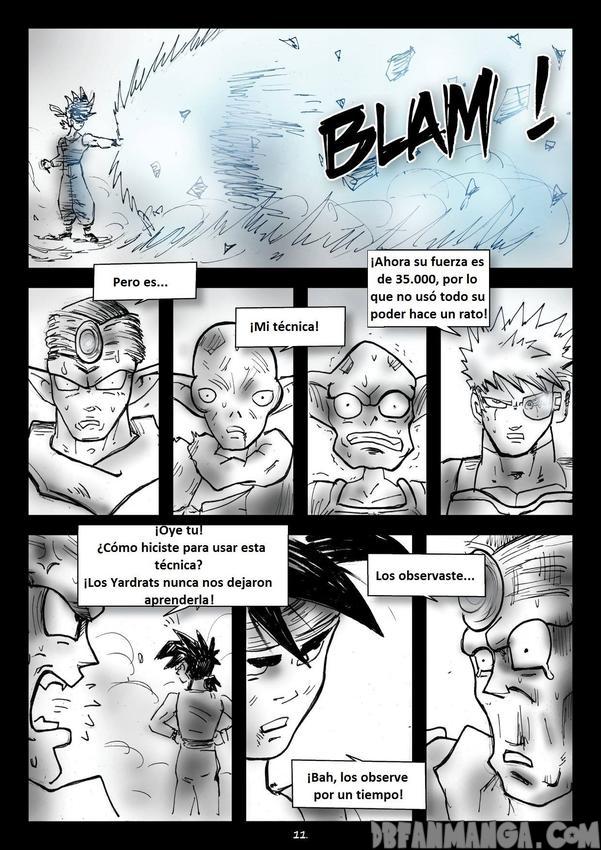 BLAM !
Pero es...
¡Mi técnica!
¡Ahora su fuerza es
de 35.000, por lo
que no usó todo su
poder hace un rato!
¡Oye tu!
¿Cómo hiciste para usar esta
técnica?
¡Los Yardrats nunca nos dejaron
aprenderla!
¡Bah, los observe
por un tiempo!
Los observaste...
11.
DBFANMANGA.COM